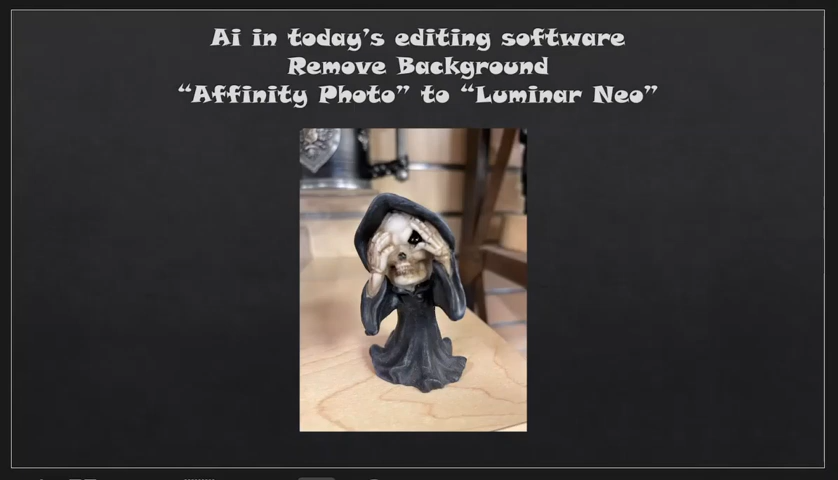 Ai in today's editing software
Remove Background
“Affinity Photo” to “Luminar Neo”